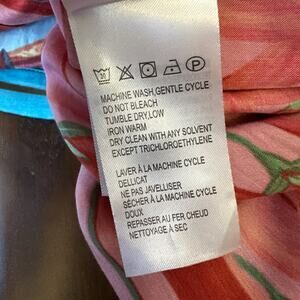 MACHINE WASH,GENTLE CYCLE
DO NOT BLEACH
TUMBLE DRY,LOW
IRON WARM
DRY CLEAN WITH ANY SOLVENT
EXCEPT TRICHLOROETHYLENE
LAVER À LA MACHINE CYCLE
DELLICAT
NE PAS JAVELLISER
SÉCHER À LA MACHINE CYCLE
DOUX
REPASSER AU FER CHEUD
NETTOYAGE À SEC